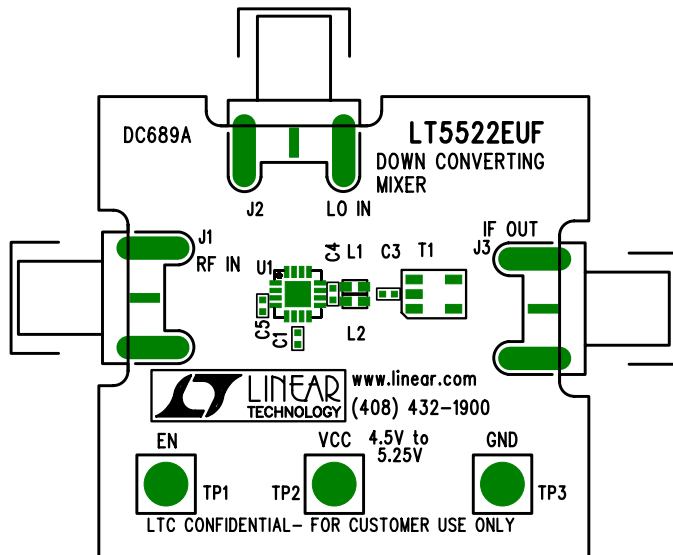 DC689A
LT5522EUF
DOWN CONVERTING
MIXER
J2
LO IN
J1
RF IN
IF OUT
J3
U1
C4
L1
C3
T1
C5
C1
L2
LINEAR
TECHNOLOGY
www.linear.com
(408) 432-1900
EN
VCC
4.5V to
5.25V
GND
TP1
TP2
TP3
LTC CONFIDENTIAL- FOR CUSTOMER USE ONLY